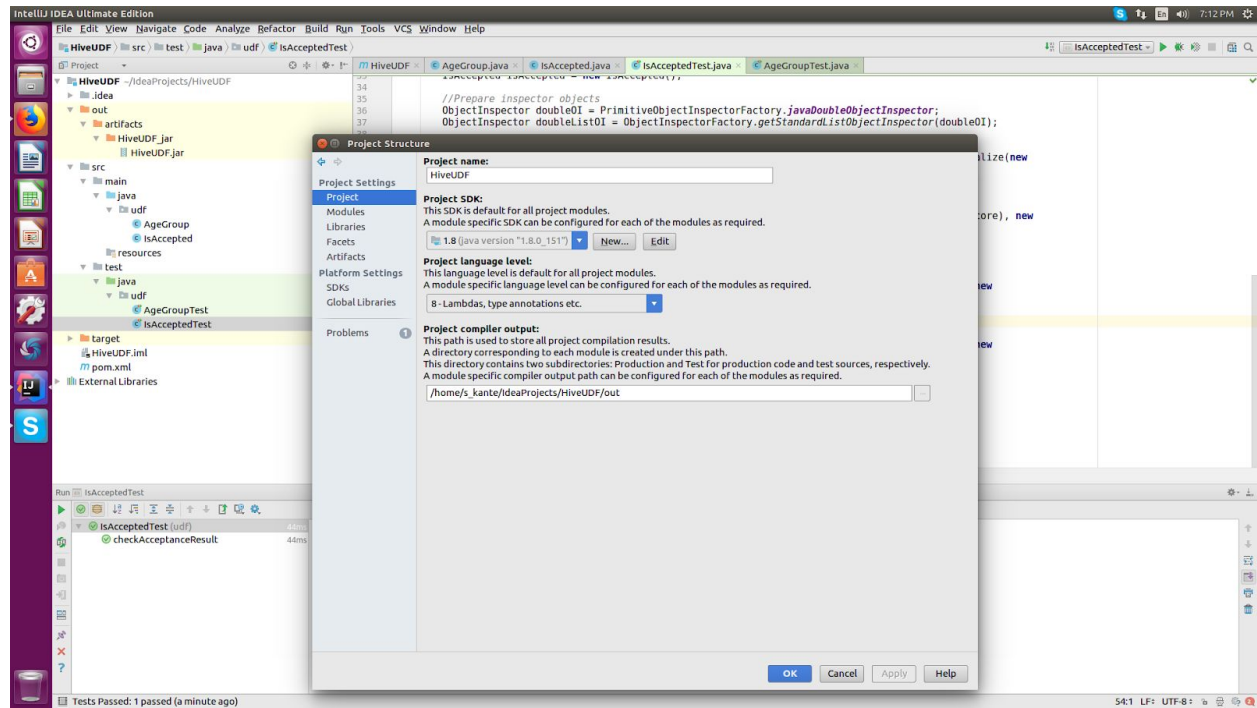 IntelliJ IDEA Ultimate Edition
En 7:12 PM
File Edit View Navigate Code Analyze Refactor Build Run Tools VCS Window Help
HiveUDF src test java udf IsAcceptedTest
IsAcceptedTest
Project
HiveUDF AgeGroup.java IsAccepted.java IsAcceptedTest.java AgeGroupTest.java
HiveUDF ~/IdeaProjects/HiveUDF
.idea
out
artifacts
HiveUDF_jar
HiveUDF.jar
src
main
java
udf
AgeGroup
IsAccepted
resources
test
java
udf
AgeGroupTest
IsAcceptedTest
target
HiveUDF.iml
pom.xml
External Libraries
33 IsAccepted isAccepted = new IsAccepted();
34
35 //Prepare inspector objects
36 ObjectInspector doubleOI = PrimitiveObjectInspectorFactory.javaDoubleObjectInspector;
37 ObjectInspector doubleListOI = ObjectInspectorFactory.getStandardListObjectInspector(doubleOI);
lize(new
ore), new
new
new
Project Structure
Project Settings
Project
Modules
Libraries
Facets
Artifacts
Platform Settings
SDKs
Global Libraries
Problems 1
Project name:
HiveUDF
Project SDK:
This SDK is default for all project modules.
A module specific SDK can be configured for each of the modules as required.
1.8 (java version "1.8.0_151") New... Edit
Project language level:
This language level is default for all project modules.
A module specific language level can be configured for each of the modules as required.
8 - Lambdas, type annotations etc.
Project compiler output:
This path is used to store all project compilation results.
A directory corresponding to each module is created under this path.
This directory contains two subdirectories: Production and Test for production code and test sources, respectively.
A module specific compiler output path can be configured for each of the modules as required.
/home/s_kante/IdeaProjects/HiveUDF/out ...
OK Cancel Apply Help
Run IsAcceptedTest
IsAcceptedTest (udf) 44ms
checkAcceptanceResult 44ms
Tests Passed: 1 passed (a minute ago)
54:1 LF: UTF-8: